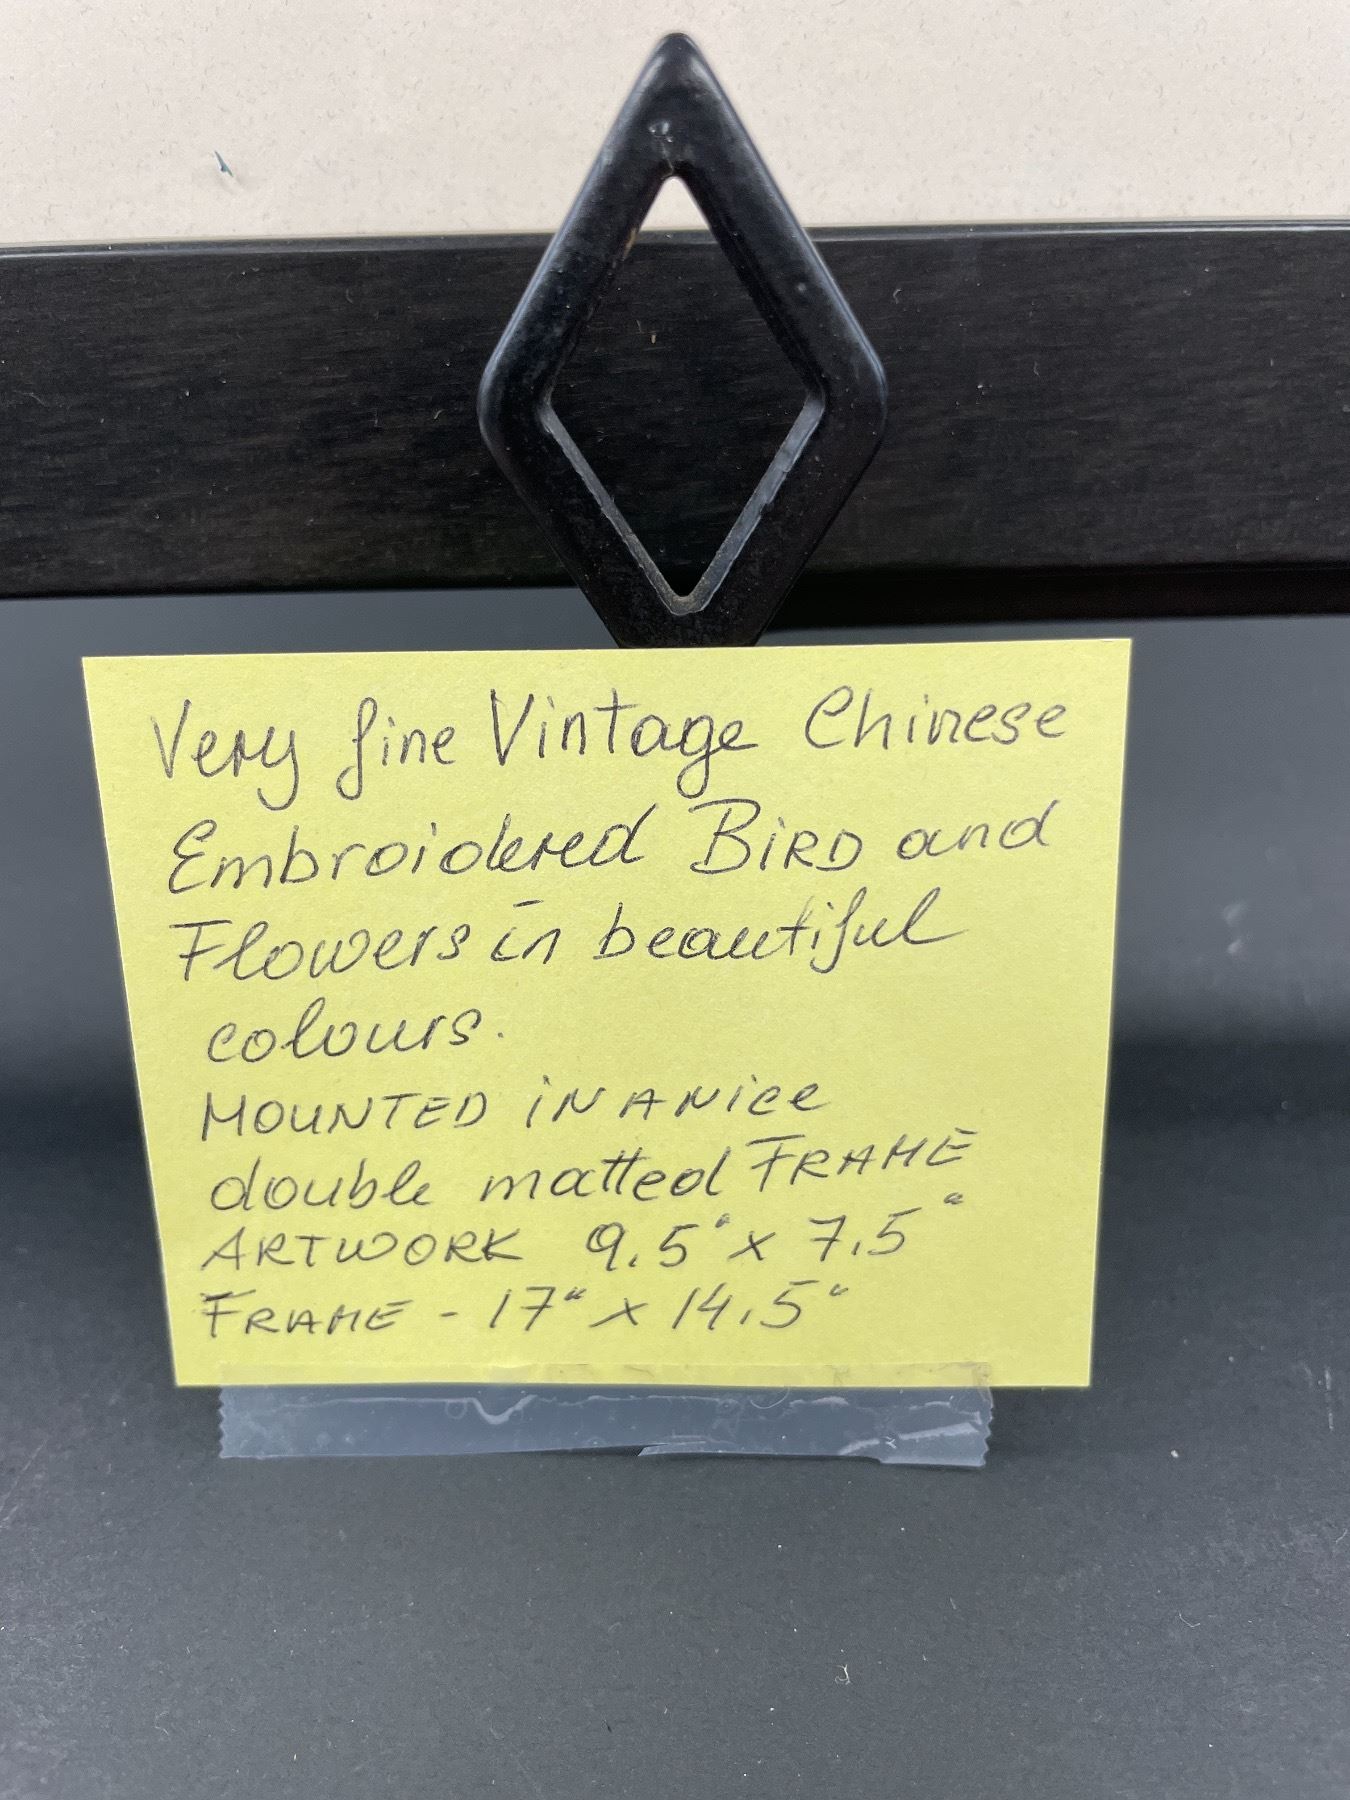 Very fine Vintage Chinese
Embroidered BiRD and
Flowers in beautiful
colours.
MOUNTED iN A Nice
double matted FRAME
ARTWORK 9.5" x 7.5"
FRAME - 17" x 14.5"